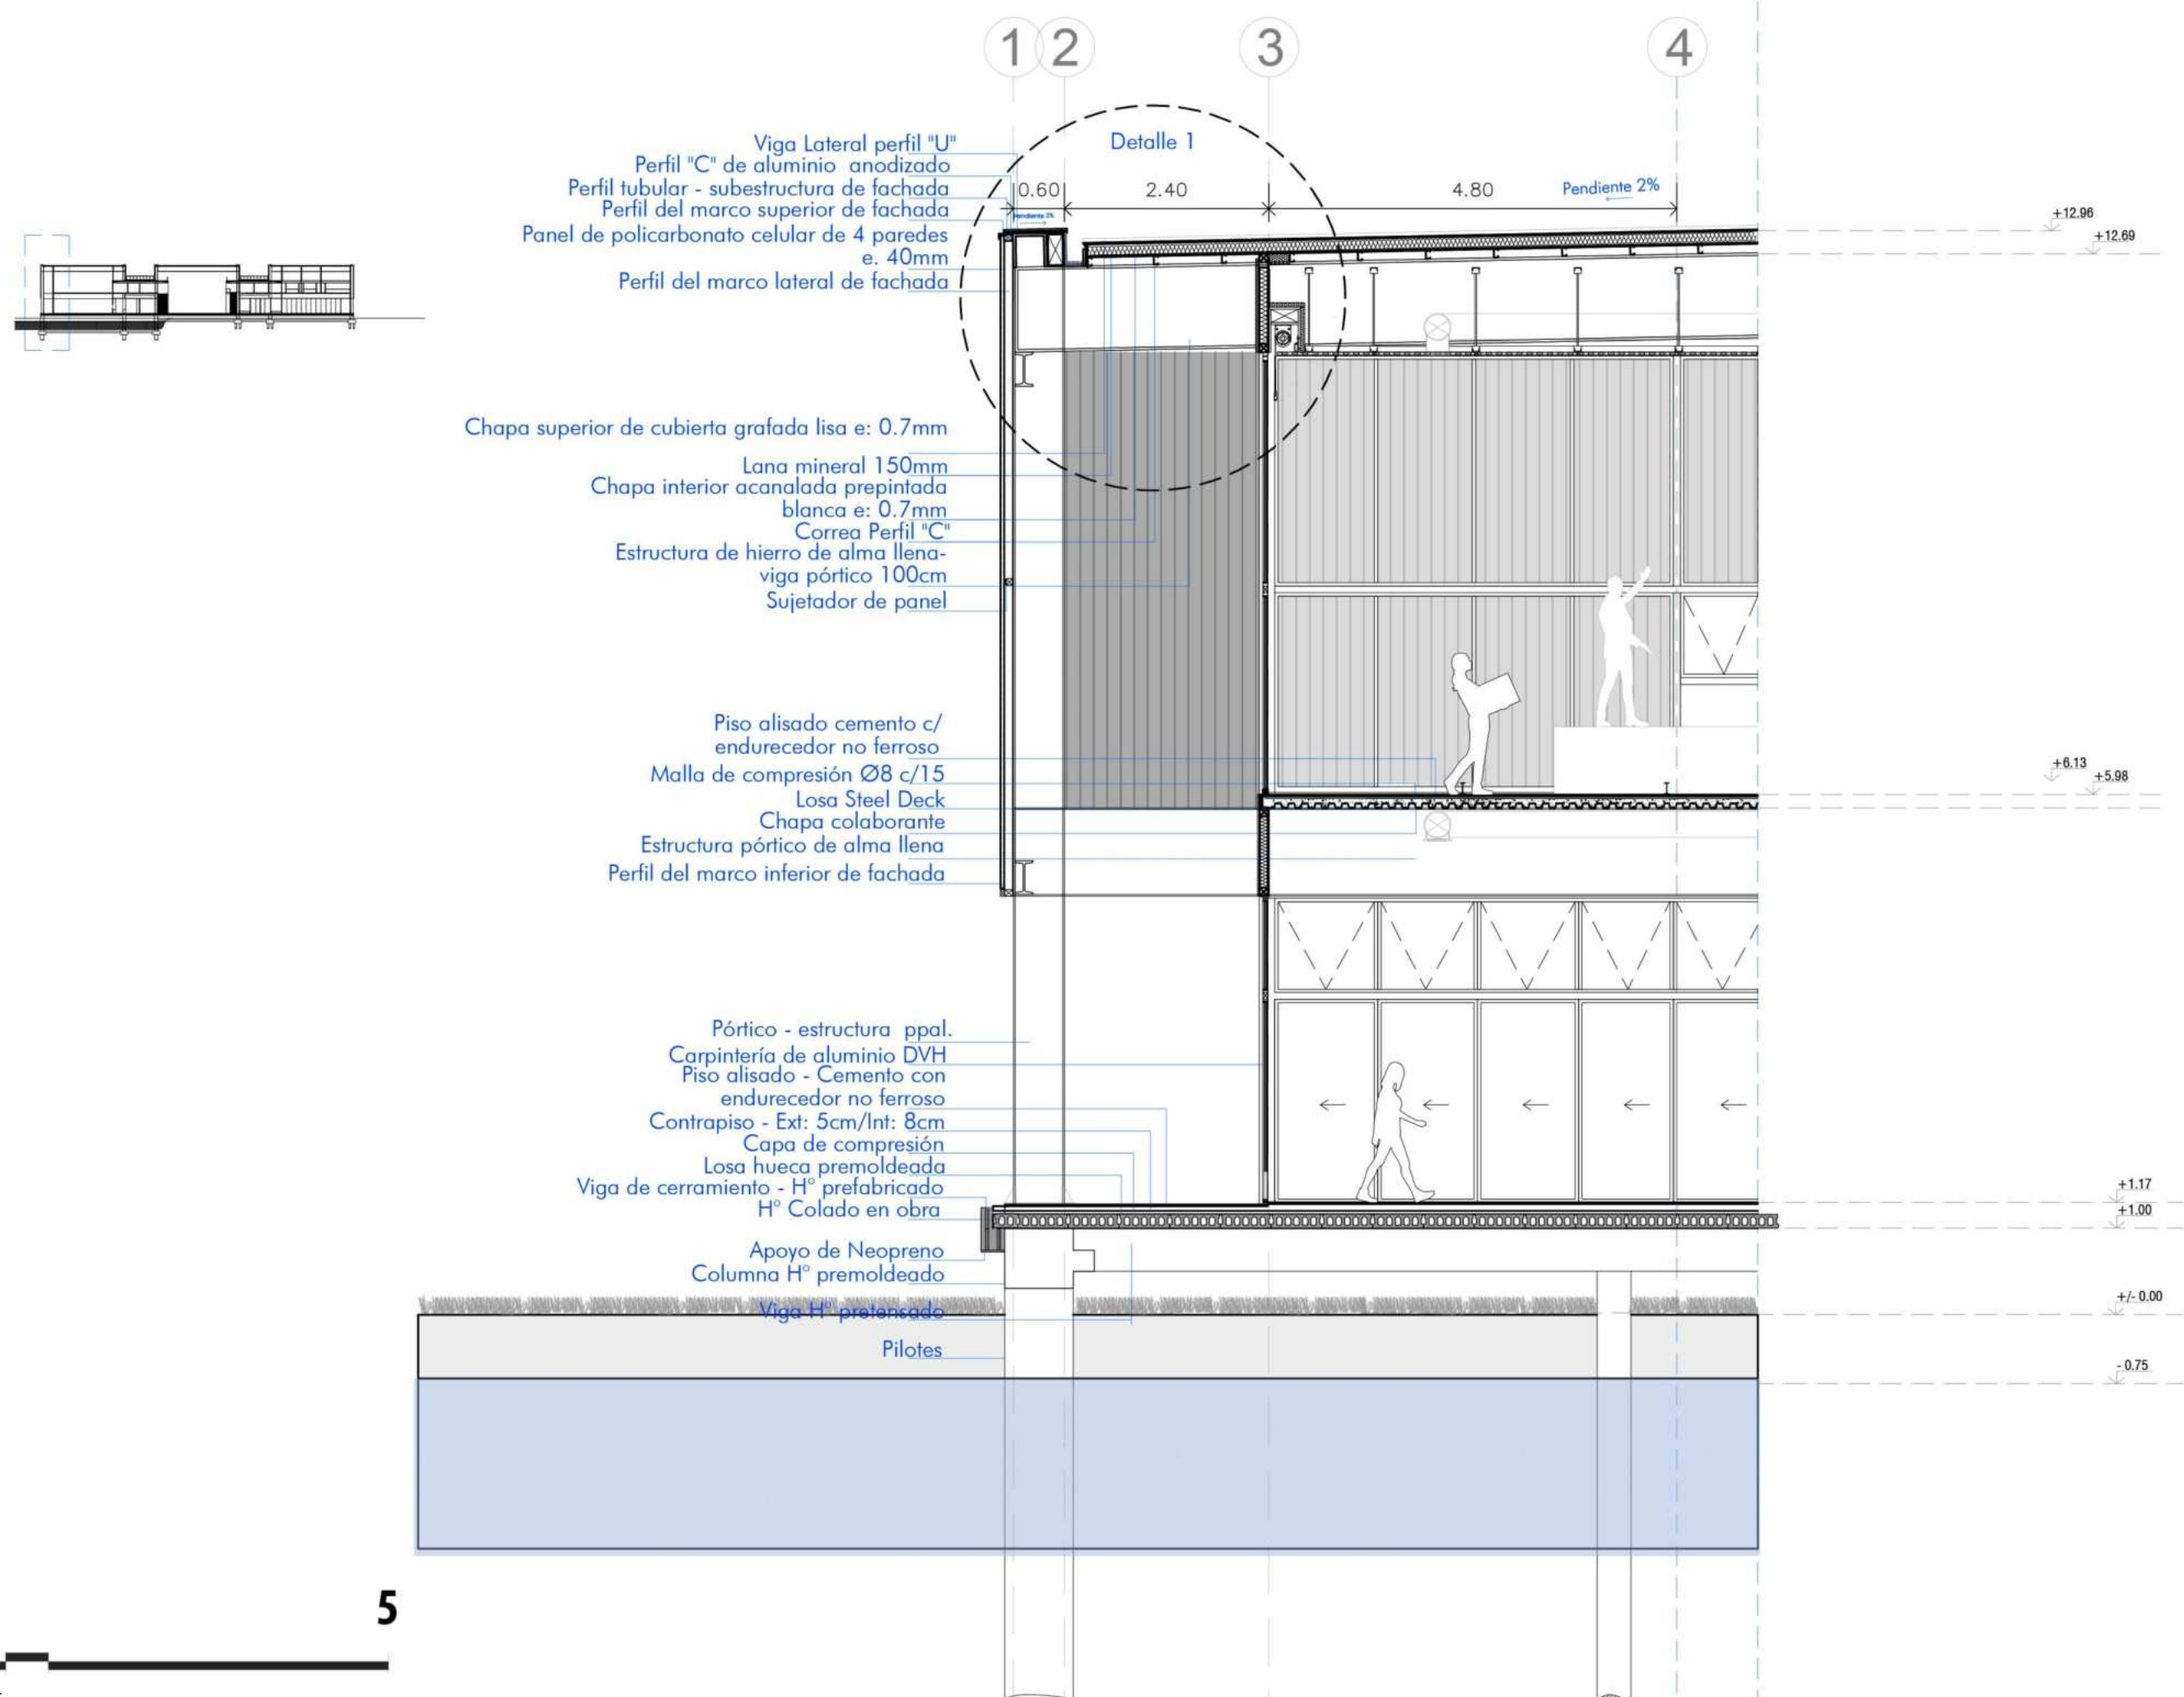 1 2 3 4
Detalle 1
Viga Lateral perfil "U"
Perfil "C" de aluminio anodizado
Perfil tubular - subestructura de fachada
Perfil del marco superior de fachada
Panel de policarbonato celular de 4 paredes
e. 40mm
Perfil del marco lateral de fachada
0.60 2.40 4.80
Pendiente 2%
Pendiente 2%
+12.96
+12.69
Chapa superior de cubierta grafada lisa e: 0.7mm
Lana mineral 150mm
Chapa interior acanalada prepintada
blanca e: 0.7mm
Correa Perfil "C"
Estructura de hierro de alma llena-
viga pórtico 100cm
Sujetador de panel
Piso alisado cemento c/
endurecedor no ferroso
Malla de compresión Ø8 c/15
Losa Steel Deck
Chapa colaborante
Estructura pórtico de alma llena
Perfil del marco inferior de fachada
+6.13
+5.98
Pórtico - estructura ppal.
Carpintería de aluminio DVH
Piso alisado - Cemento con
endurecedor no ferroso
Contrapiso - Ext: 5cm/Int: 8cm
Capa de compresión
Losa hueca premoldeada
Viga de cerramiento - H° prefabricado
H° Colado en obra
Apoyo de Neopreno
Columna H° premoldeado
Viga H° pretensado
Pilotes
+1.17
+1.00
+/- 0.00
- 0.75
5